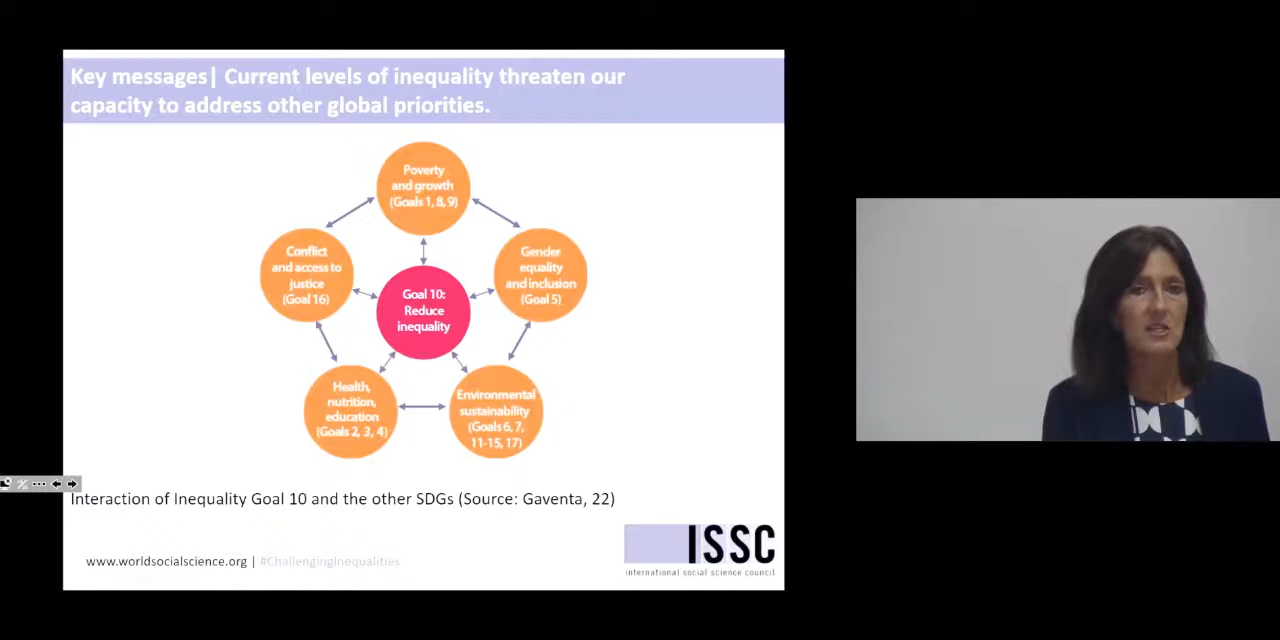 Key messages| Current levels of inequality threaten our
capacity to address other global priorities.
Poverty
and growth
(Goals 1, 8, 9)
Conflict
and access to
justice
(Goal 16)
Gender
equality
and inclusion
(Goal 5)
Goal 10:
Reduce
inequality
Health,
nutrition,
education
(Goals 2, 3, 4)
Environmental
sustainability
(Goals 6, 7,
11-15, 17)
Interaction of Inequality Goal 10 and the other SDGs (Source: Gaventa, 22)
www.worldsocialscience.org | #ChallengingInequalities
ISSC
international social science council